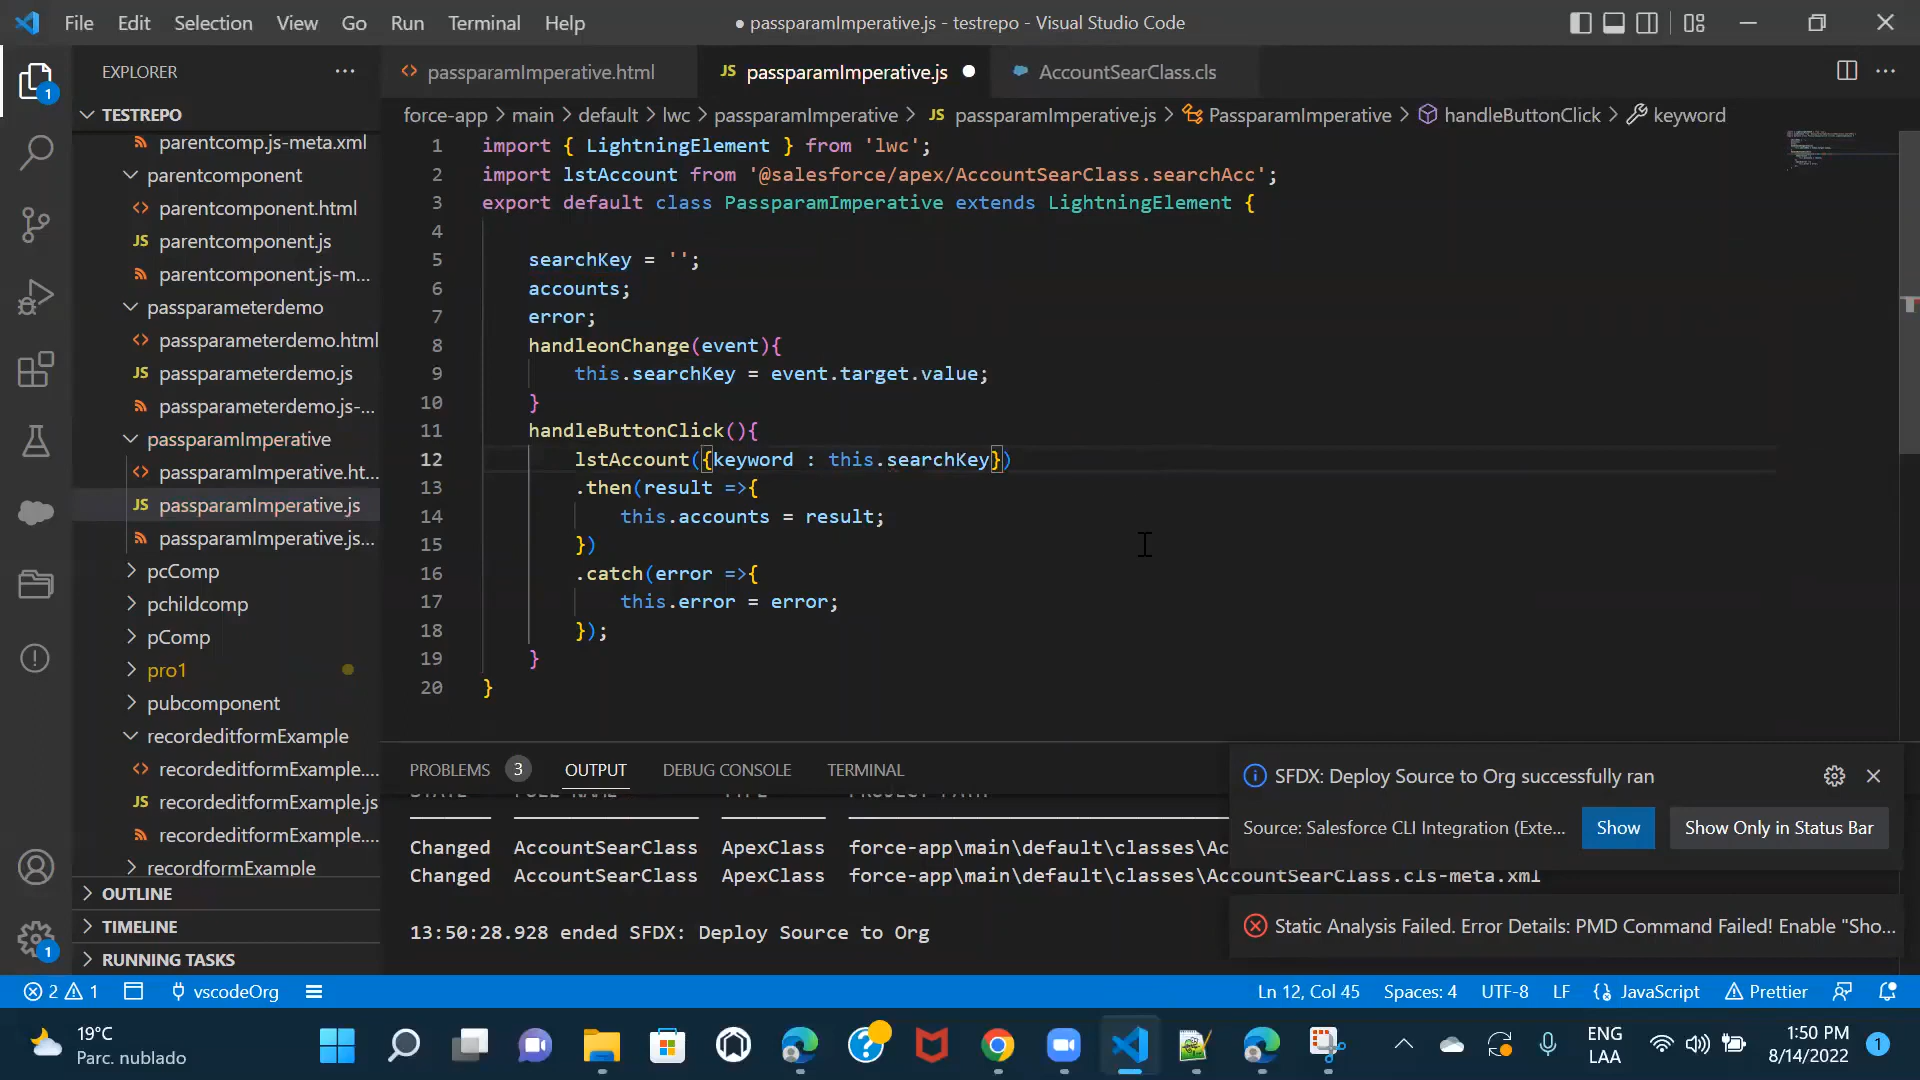 File Edit Selection View Go Run Terminal Help
● passparamImperative.js - testrepo - Visual Studio Code
EXPLORER
1
TESTREPO
parentcomp.js-meta.xml
parentcomponent
parentcomponent.html
parentcomponent.js
parentcomponent.js-m...
passparameterdemo
passparameterdemo.html
passparameterdemo.js
passparameterdemo.js-...
passparamImperative
passparamImperative.ht...
passparamImperative.js
passparamImperative.js...
pcComp
pchildcomp
pComp
pro1
pubcomponent
recordeditformExample
recordeditformExample....
recordeditformExample.js
recordeditformExample....
recordformExample
OUTLINE
TIMELINE
RUNNING TASKS
1
passparamImperative.html
JS passparamImperative.js ●
AccountSearClass.cls
force-app > main > default > lwc > passparamImperative > JS passparamImperative.js > PassparamImperative > handleButtonClick > keyword
1 import { LightningElement } from 'lwc';
2 import lstAccount from '@salesforce/apex/AccountSearClass.searchAcc';
3 export default class PassparamImperative extends LightningElement {
4
5 searchKey = '';
6 accounts;
7 error;
8 handleonChange(event){
9 this.searchKey = event.target.value;
10 }
11 handleButtonClick(){
12 lstAccount({keyword : this.searchKey})
13 .then(result =>{
14 this.accounts = result;
15 })
16 .catch(error =>{
17 this.error = error;
18 });
19 }
20 }
PROBLEMS 3 OUTPUT DEBUG CONSOLE TERMINAL
STATE FULL NAME TYPE PROJECT PATH
Changed AccountSearClass ApexClass force-app\main\default\classes\Ac
Changed AccountSearClass ApexClass force-app\main\default\classes\AccountSearClass.cls-meta.xml
13:50:28.928 ended SFDX: Deploy Source to Org
SFDX: Deploy Source to Org successfully ran
Source: Salesforce CLI Integration (Exte...
Show
Show Only in Status Bar
Static Analysis Failed. Error Details: PMD Command Failed! Enable "Sho...
2 1 vscodeOrg
Ln 12, Col 45 Spaces: 4 UTF-8 LF JavaScript Prettier
19°C
Parc. nublado
ENG
LAA
1:50 PM
8/14/2022
1